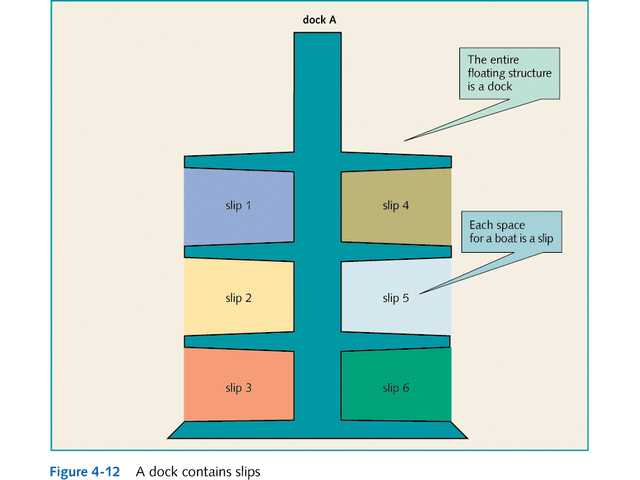 dock A
The entire
floating structure
is a dock
slip 1
slip 4
Each space
for a boat is a slip
slip 2
slip 5
slip 3
slip 6
Figure 4-12 A dock contains slips